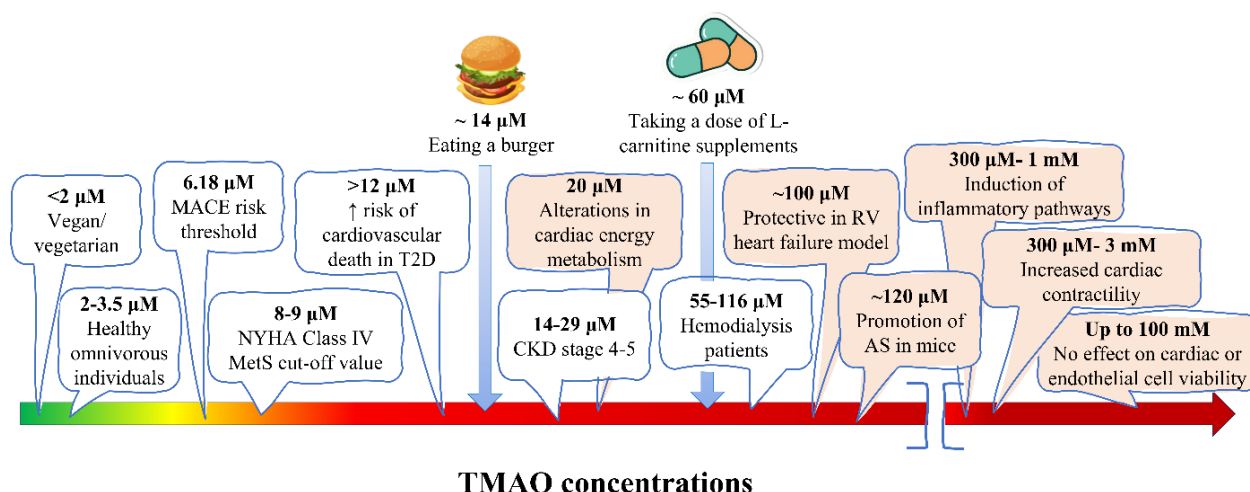 ~ 14 µM
Eating a burger
~ 60 µM
Taking a dose of L-
carnitine supplements
<2 µM
Vegan/
vegetarian
2-3.5 µM
Healthy
omnivorous
individuals
6.18 µM
MACE risk
threshold
8-9 µM
NYHA Class IV
MetS cut-off value
>12 µM
↑ risk of
cardiovascular
death in T2D
14-29 µM
CKD stage 4-5
20 µM
Alterations in
cardiac energy
metabolism
55-116 µM
Hemodialysis
patients
~100 µM
Protective in RV
heart failure model
~120 µM
Promotion of
AS in mice
300 µM- 1 mM
Induction of
inflammatory pathways
300 µM- 3 mM
Increased cardiac
contractility
Up to 100 mM
No effect on cardiac or
endothelial cell viability
TMAO concentrations